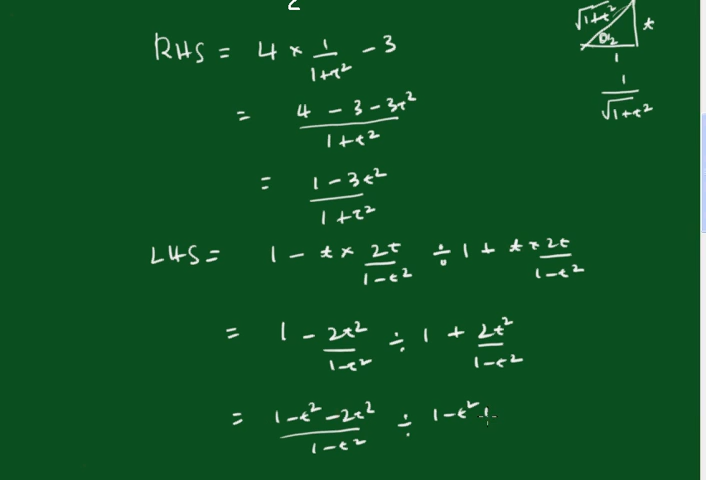 2
RHS = 4 × 1/(1+t²) − 3
= (4 − 3 − 3t²)/(1+t²)
= (1 − 3t²)/(1+t²)
LHS = 1 − t × 2t/(1−t²) ÷ 1 + t × 2t/(1−t²)
= 1 − 2t²/(1−t²) ÷ 1 + 2t²/(1−t²)
= (1−t² − 2t²)/(1−t²) ÷ 1−t²
√(1+t²)
t
θ/2
1
1/√(1+t²)